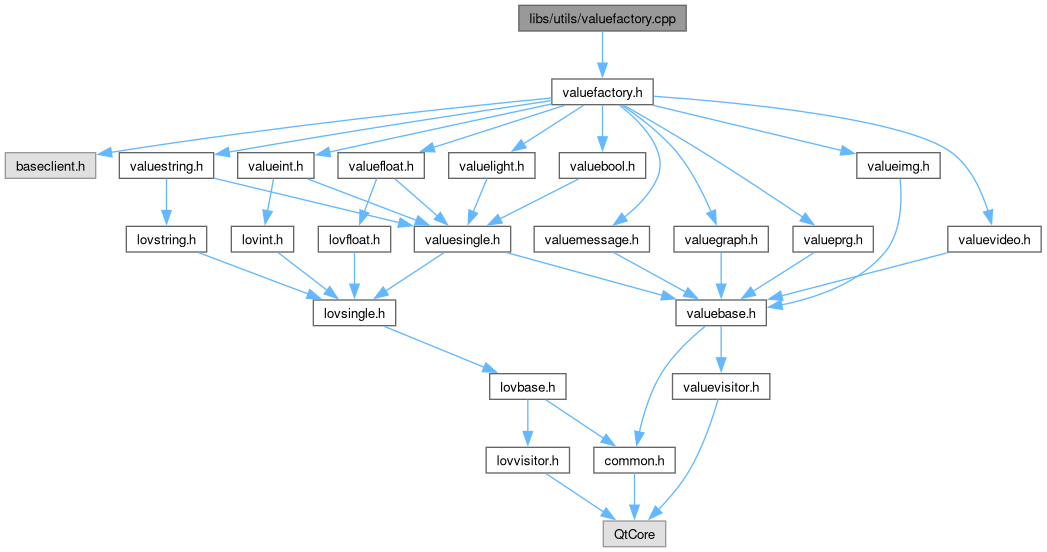 libs/utils/valuefactory.cpp
valuefactory.h
baseclient.h
valuestring.h
valueint.h
valuefloat.h
valuelight.h
valuebool.h
valueimg.h
lovstring.h
lovint.h
lovfloat.h
valuesingle.h
valuemessage.h
valuegraph.h
valueprg.h
valuevideo.h
lovsingle.h
valuebase.h
lovbase.h
valuevisitor.h
lovvisitor.h
common.h
QtCore